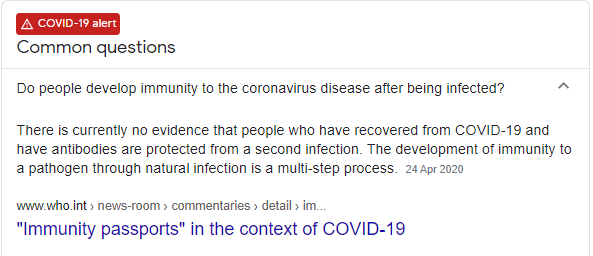 COVID-19 alert
Common questions
Do people develop immunity to the coronavirus disease after being infected?
There is currently no evidence that people who have recovered from COVID-19 and
have antibodies are protected from a second infection. The development of immunity to
a pathogen through natural infection is a multi-step process. 24 Apr 2020
www.who.int › news-room › commentaries › detail › im...
"Immunity passports" in the context of COVID-19